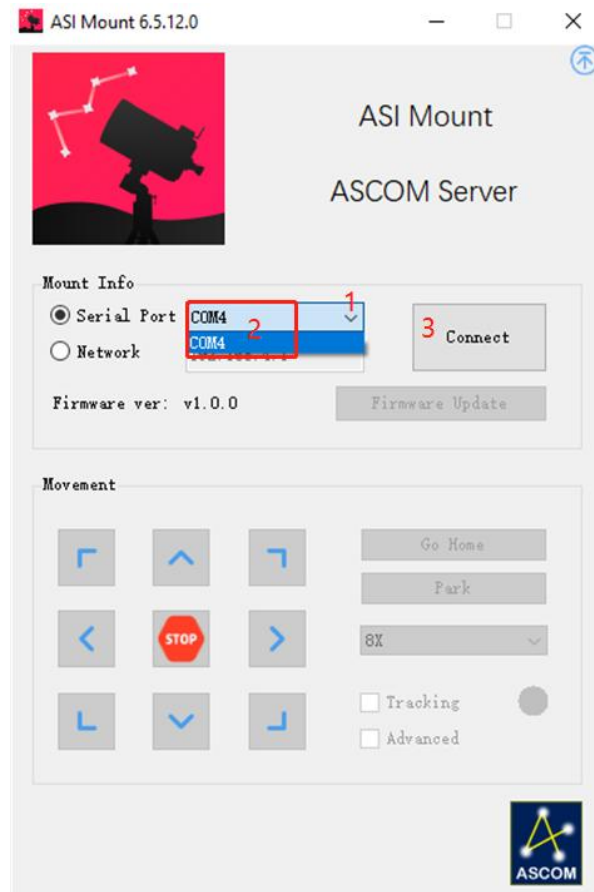 ASI Mount 6.5.12.0
ASI Mount
ASCOM Server
Mount Info
Serial Port COM4 1
COM4 2
3 Connect
Network
Firmware ver: v1.0.0 Firmware Update
Movement
Go Home
Park
STOP
8X
Tracking
Advanced
ASCOM